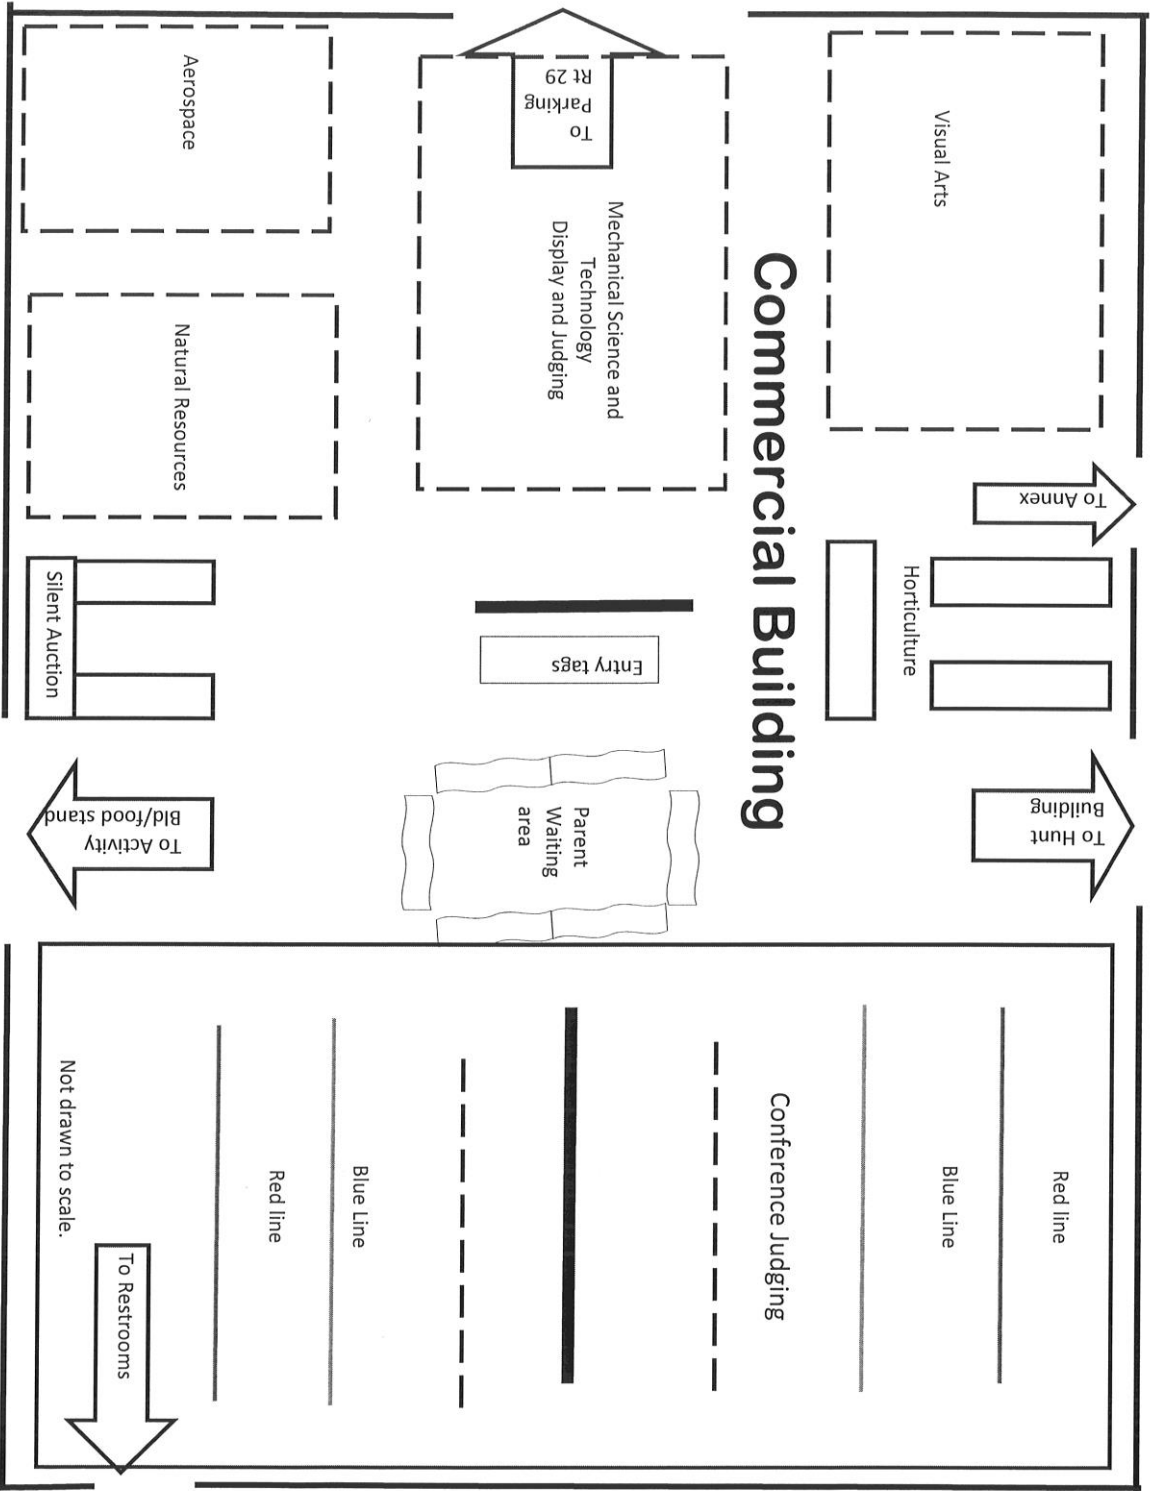 Commercial Building
Visual Arts
To Annex
Horticulture
To Hunt
Building
To
Parking
Rt 29
Mechanical Science and
Technology
Display and Judging
Entry tags
Parent
Waiting
area
Aerospace
Natural Resources
Silent Auction
To Activity
Bld/food stand
Red line
Blue Line
Conference Judging
Blue Line
Red line
To Restrooms
Not drawn to scale.